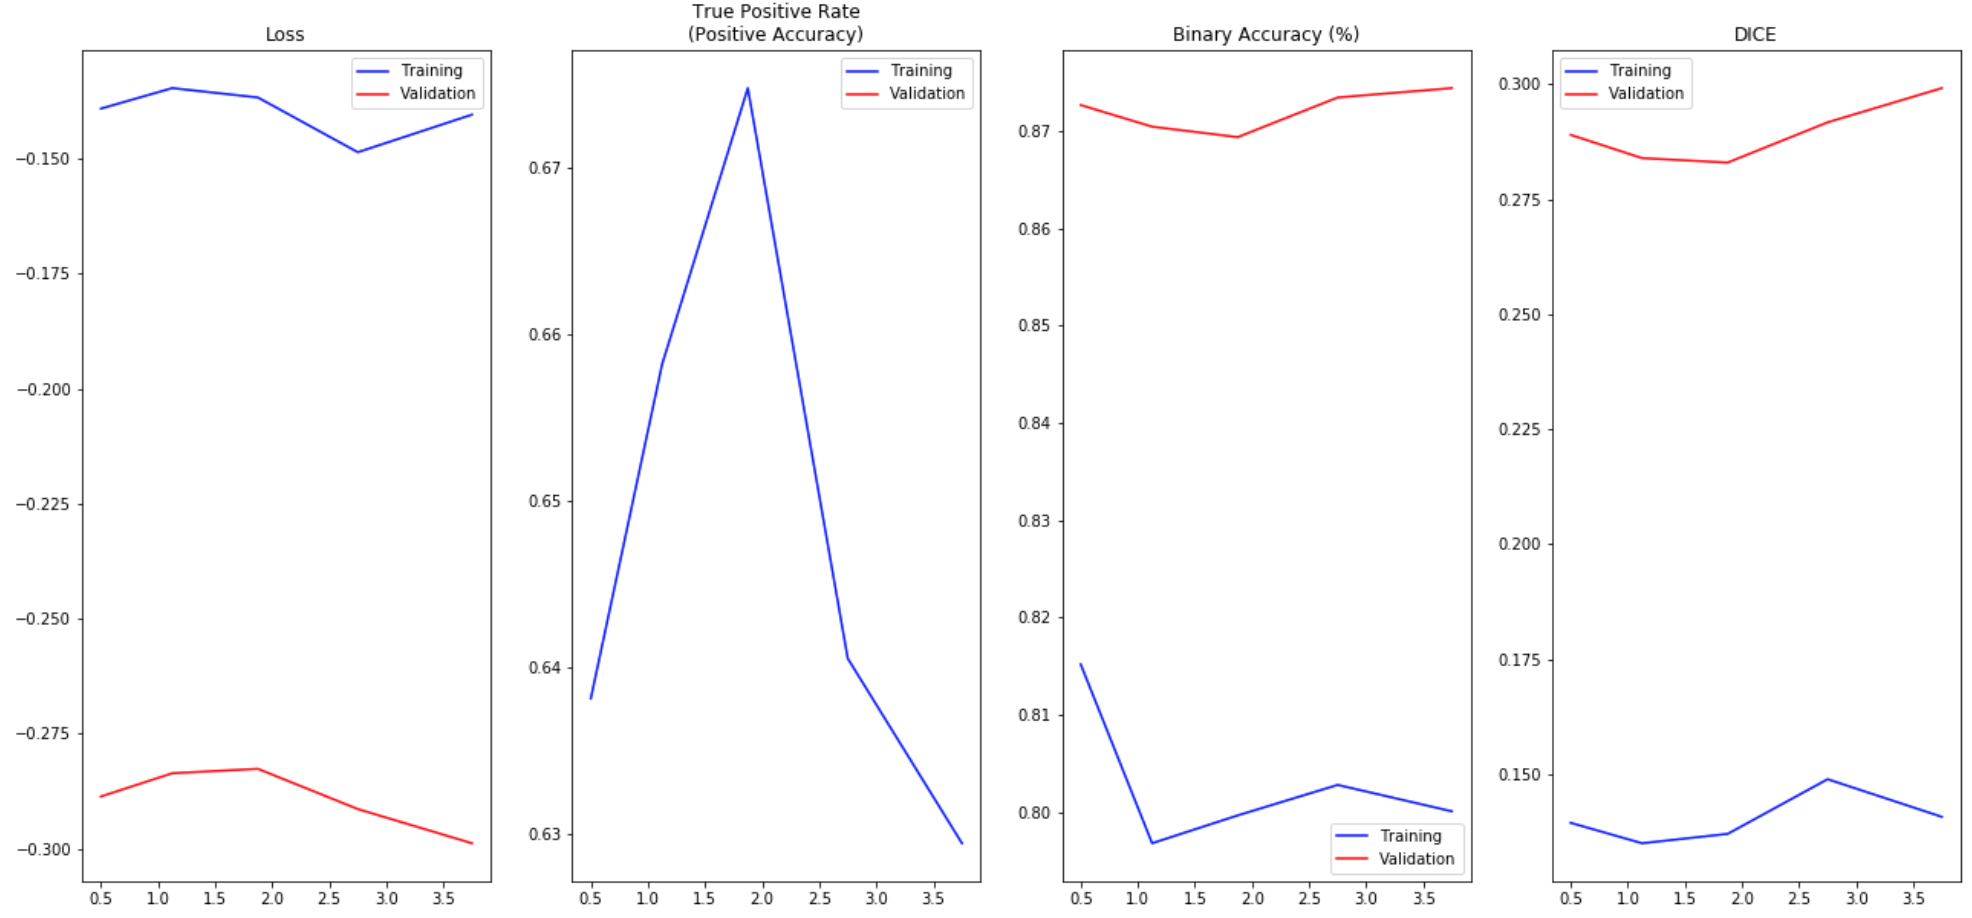 Loss
Training
Validation
−0.150
−0.175
−0.200
−0.225
−0.250
−0.275
−0.300
0.5 1.0 1.5 2.0 2.5 3.0 3.5
True Positive Rate
(Positive Accuracy)
Training
Validation
0.67
0.66
0.65
0.64
0.63
0.5 1.0 1.5 2.0 2.5 3.0 3.5
Binary Accuracy (%)
0.87
0.86
0.85
0.84
0.83
0.82
0.81
0.80
Training
Validation
0.5 1.0 1.5 2.0 2.5 3.0 3.5
DICE
Training
Validation
0.300
0.275
0.250
0.225
0.200
0.175
0.150
0.5 1.0 1.5 2.0 2.5 3.0 3.5